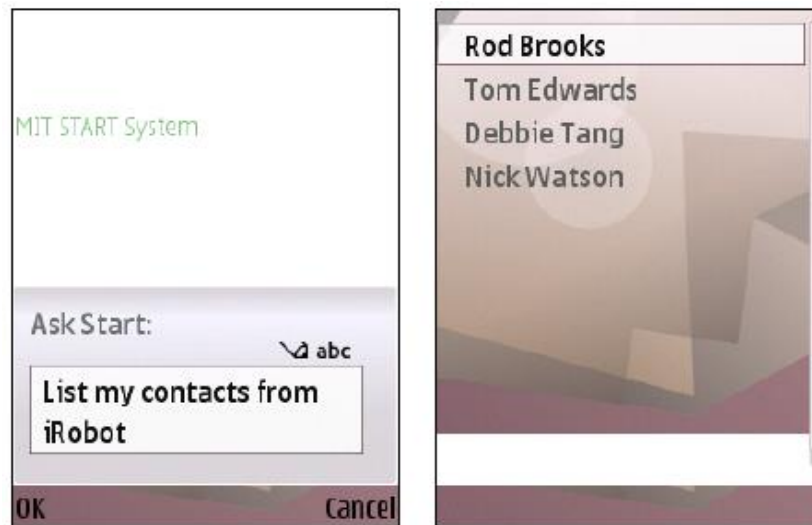 MIT START System
Ask Start:
abc
List my contacts from
iRobot
OK
Cancel
Rod Brooks
Tom Edwards
Debbie Tang
Nick Watson